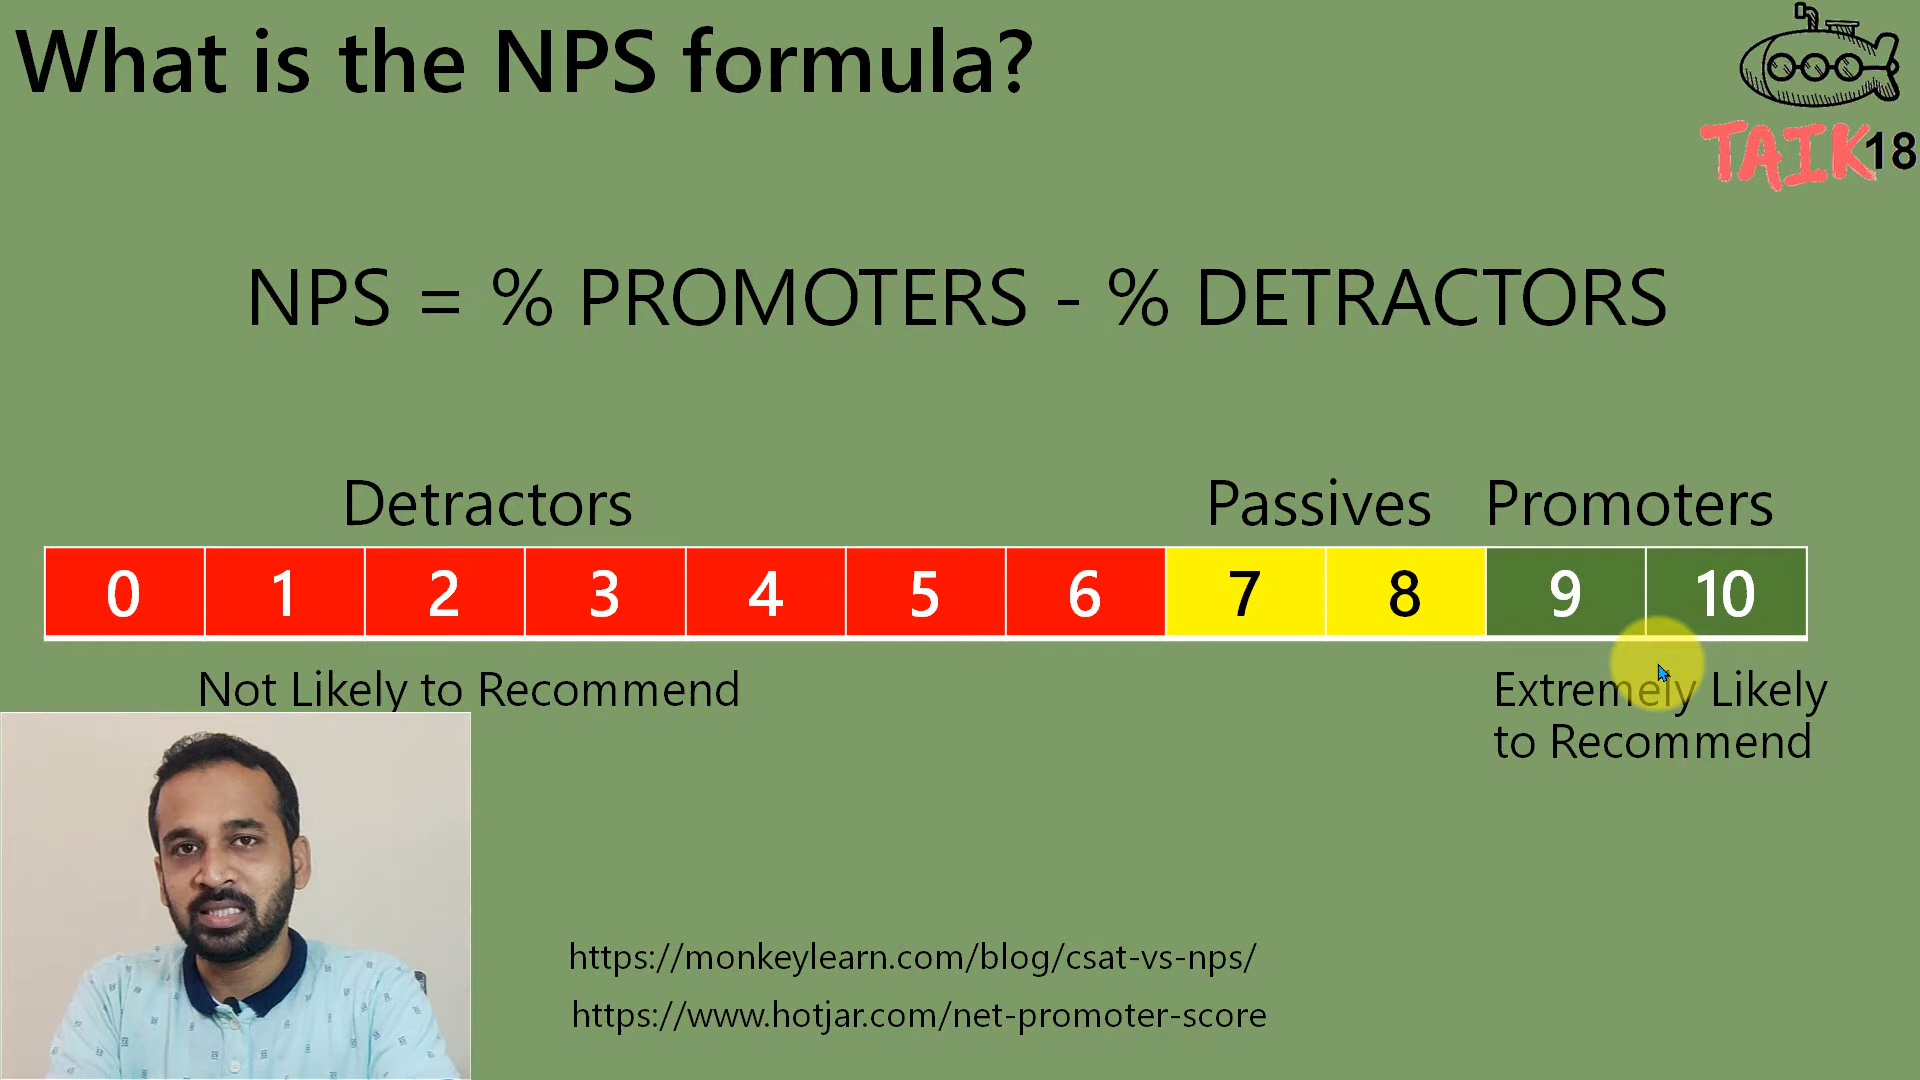 What is the NPS formula?
TAIK18
NPS = % PROMOTERS - % DETRACTORS
Detractors Passives Promoters
0 1 2 3 4 5 6 7 8 9 10
Not Likely to Recommend
Extremely Likely
to Recommend
https://monkeylearn.com/blog/csat-vs-nps/
https://www.hotjar.com/net-promoter-score